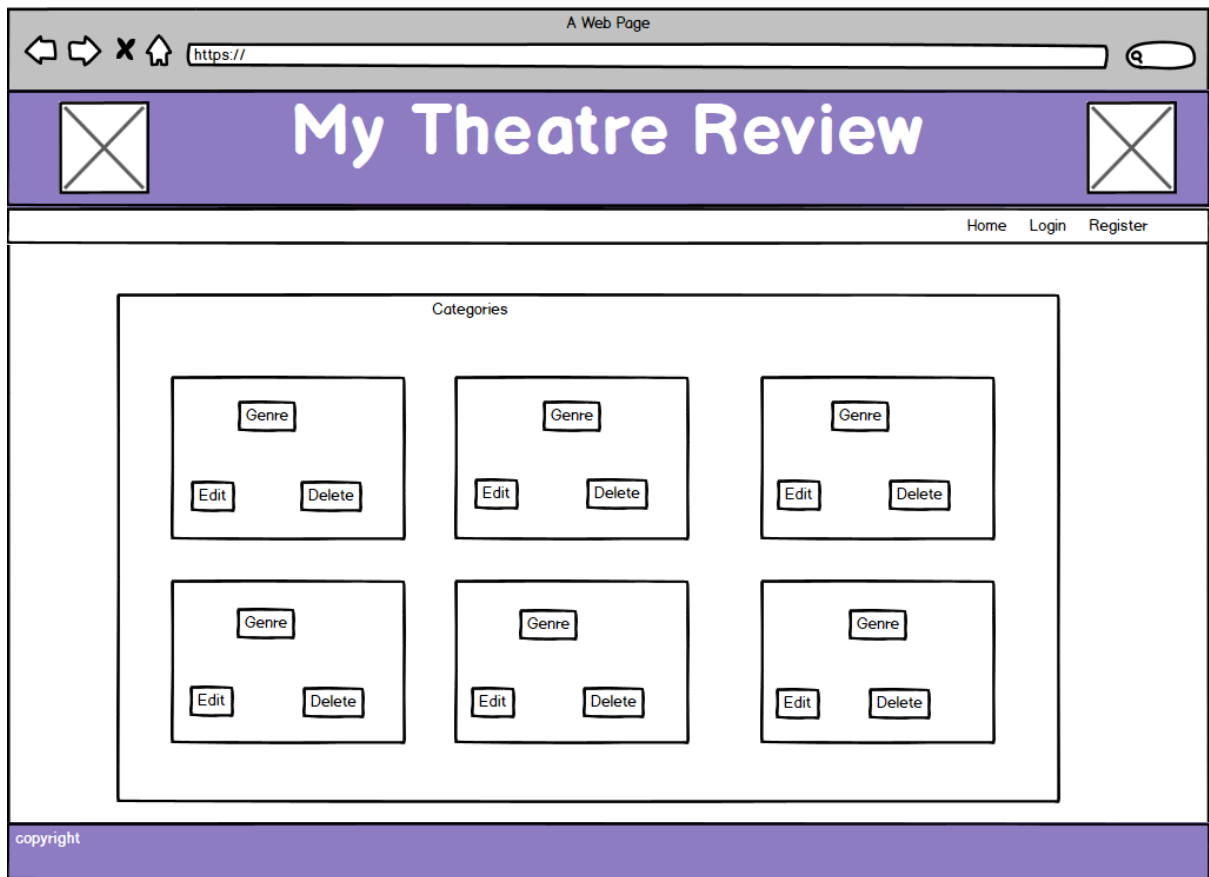 A Web Page
https://
My Theatre Review
Home Login Register
Categories
Genre Genre Genre
Edit Delete Edit Delete Edit Delete
Genre Genre Genre
Edit Delete Edit Delete Edit Delete
copyright